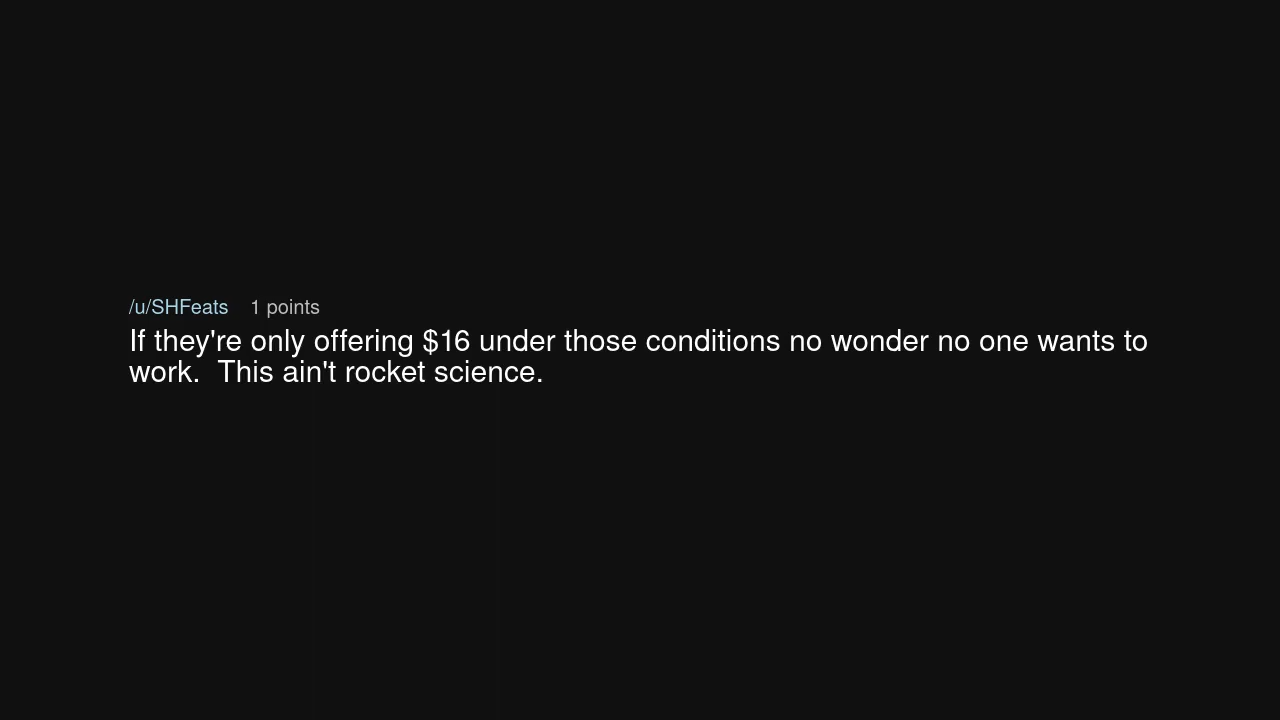 /u/SHFeats 1 points
If they're only offering $16 under those conditions no wonder no one wants to
work.  This ain't rocket science.